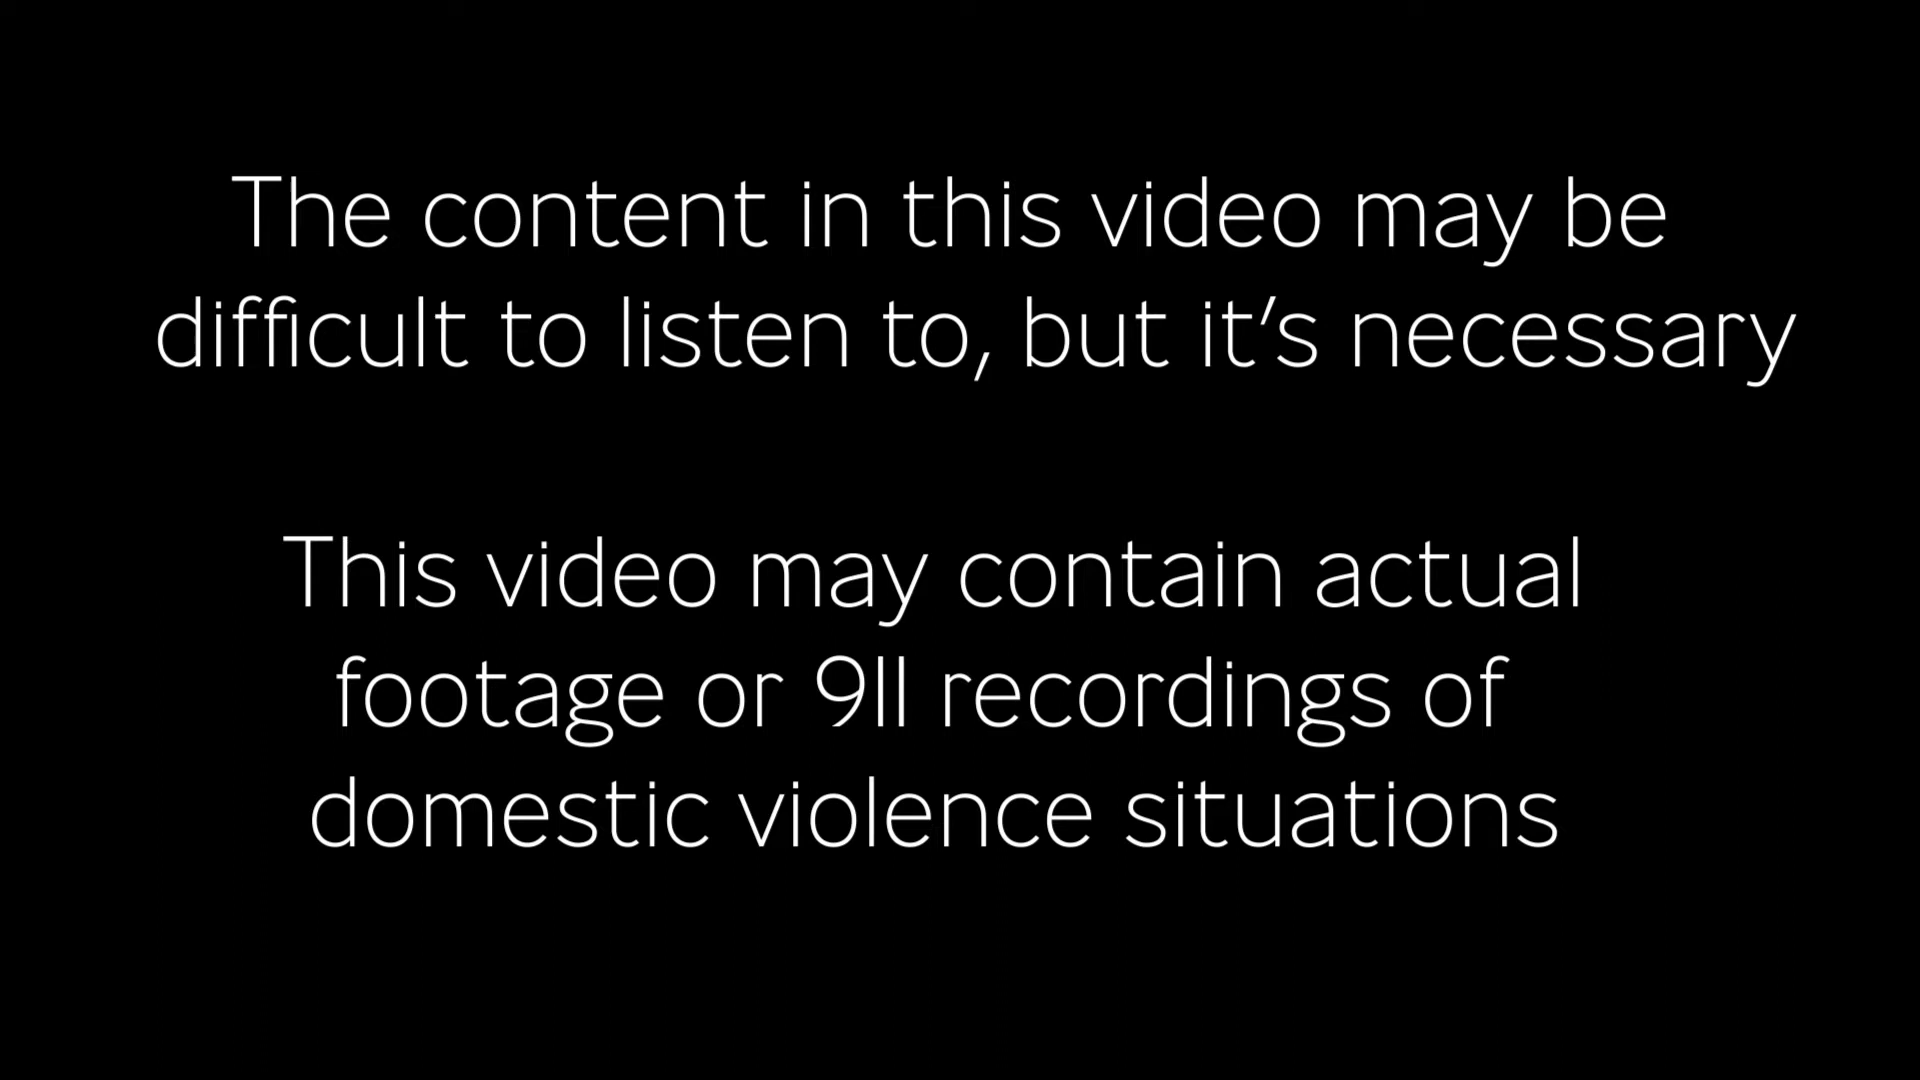 The content in this video may be
difficult to listen to, but it’s necessary
This video may contain actual
footage or 911 recordings of
domestic violence situations